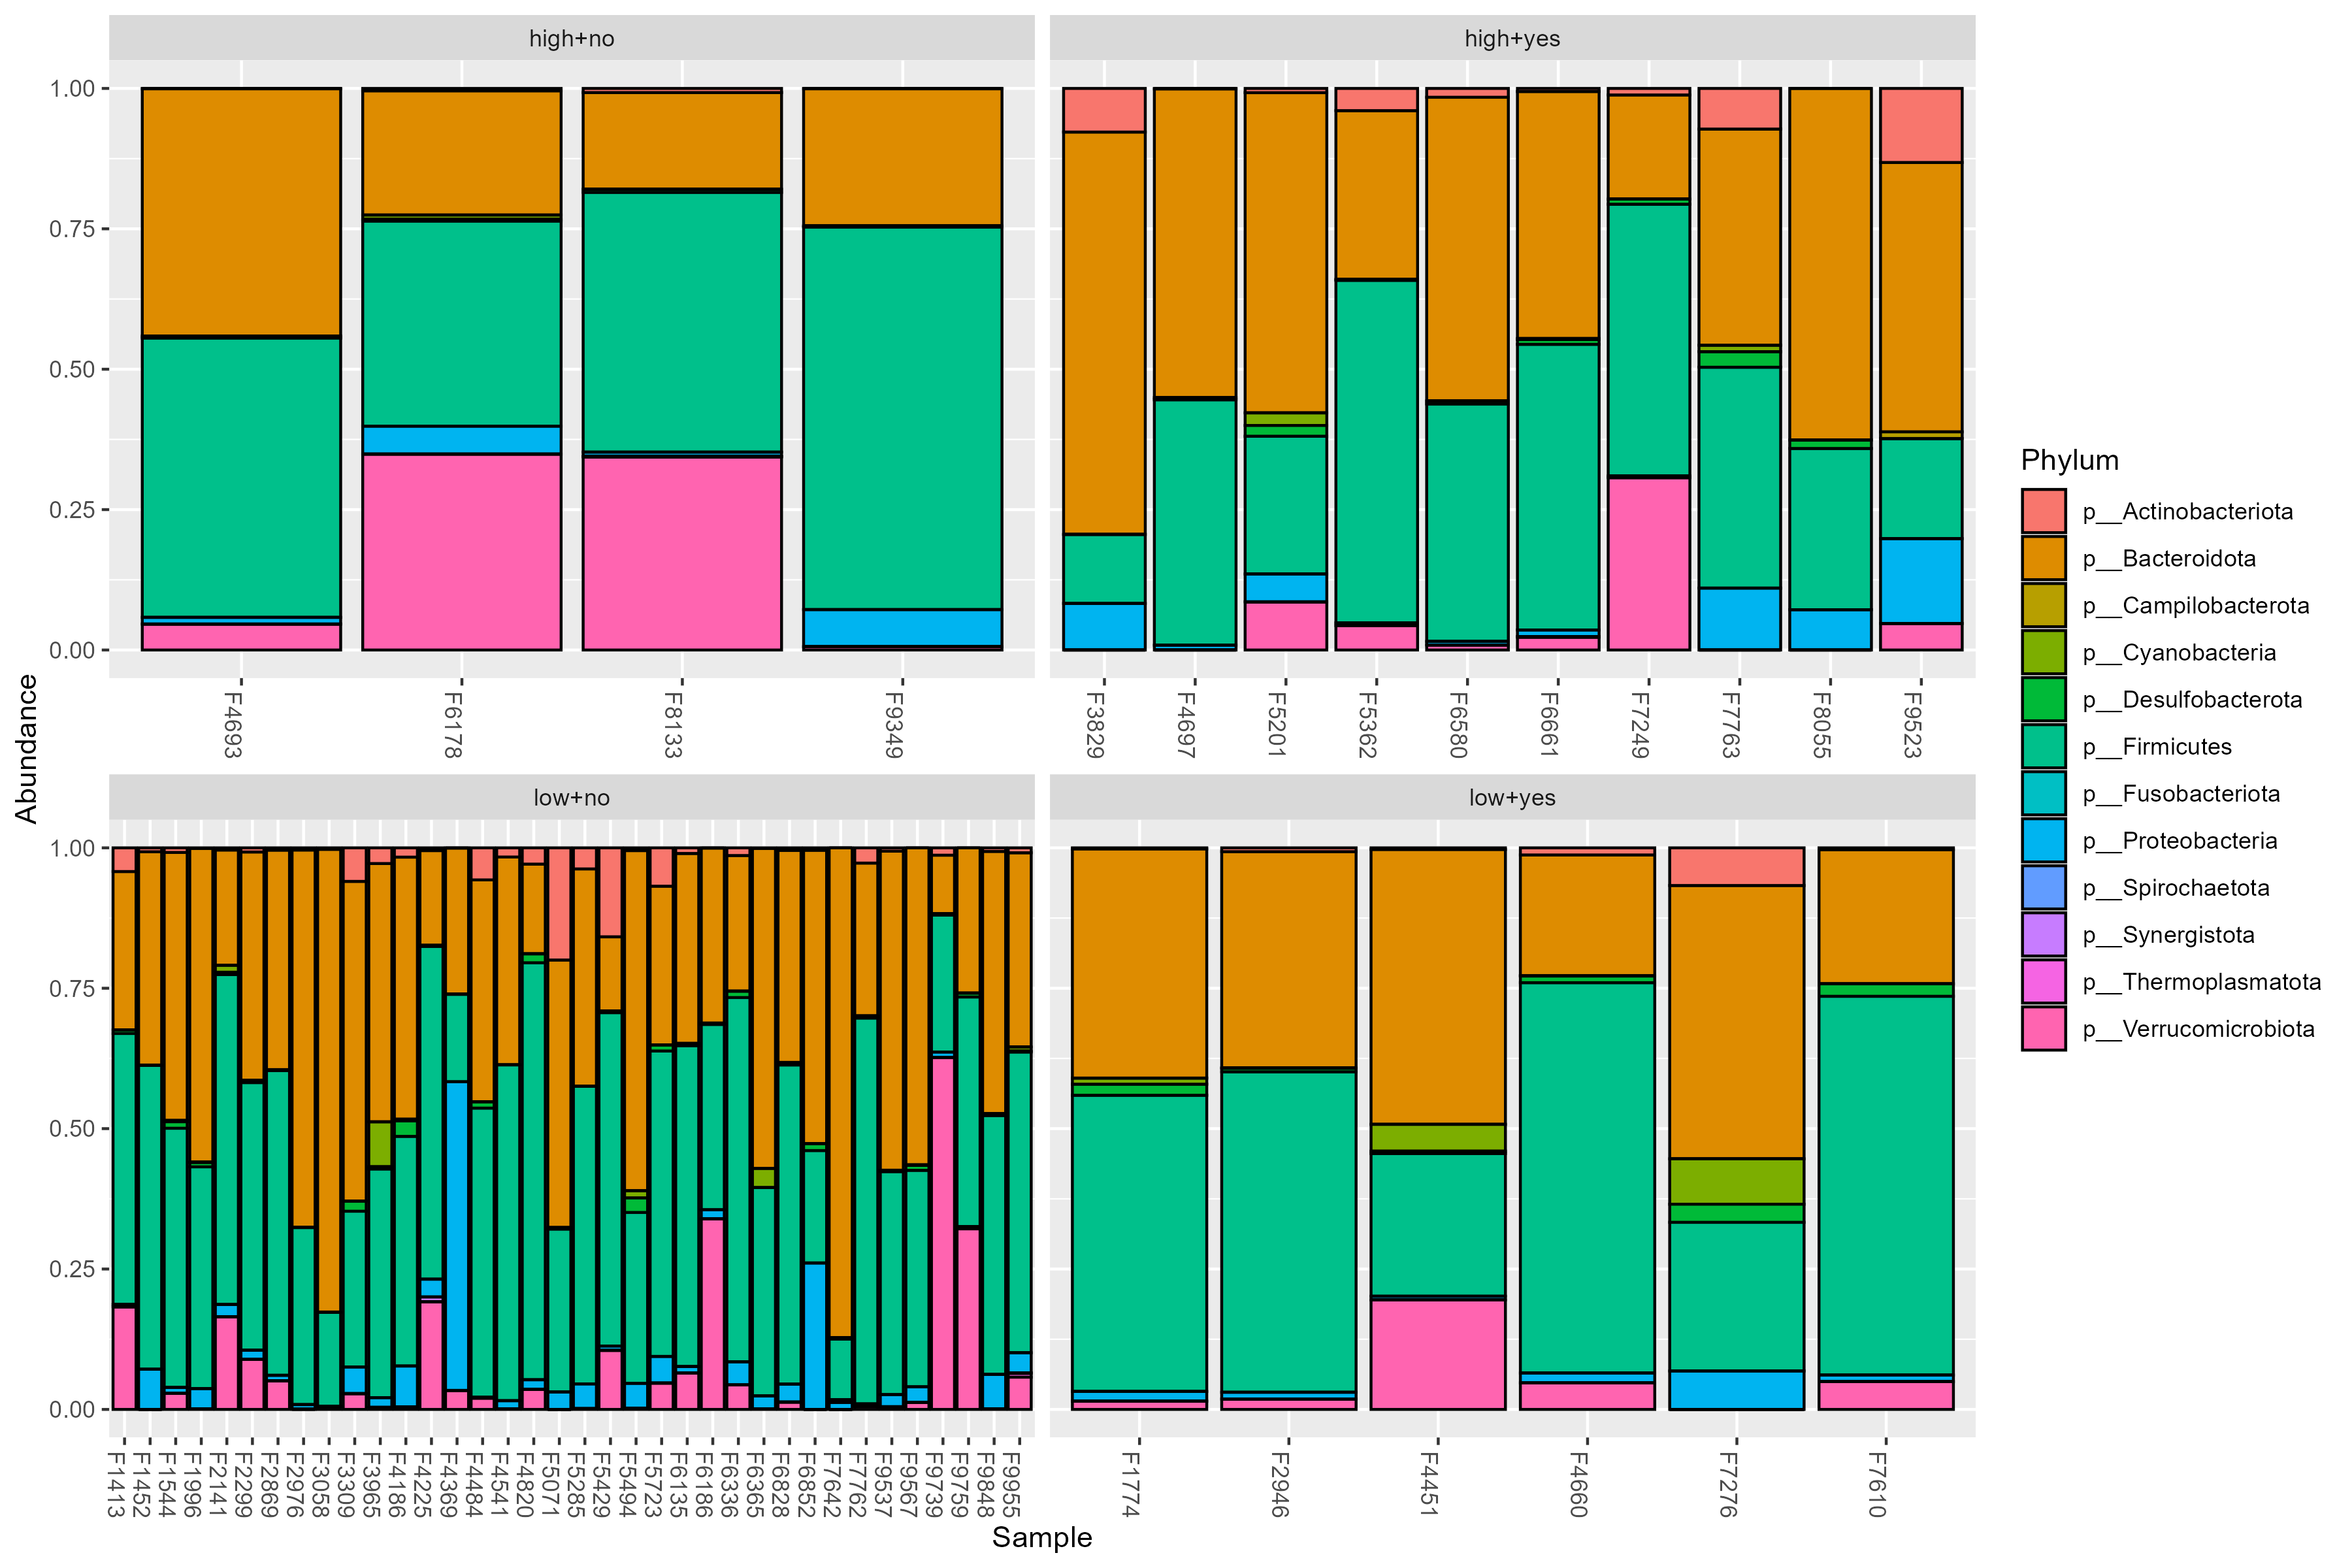 high+no
high+yes
1.00
0.75
0.50
0.25
0.00
F4693 F6178 F8133 F9349
F3829 F4697 F5201 F5362 F6580 F6661 F7249 F7763 F8055 F9523
Abundance
low+no
low+yes
1.00
0.75
0.50
0.25
0.00
F1413 F1452 F1544 F1996 F2141 F2299 F2869 F2976 F3058 F3309 F3965 F4186 F4225 F4369 F4484 F4541 F4820 F5071 F5285 F5429 F5494 F5723 F6135 F6186 F6336 F6365 F6828 F6852 F7642 F7762 F9537 F9567 F9739 F9759 F9848 F9955
F1774 F2946 F4451 F4660 F7276 F7610
Sample
Phylum
p__Actinobacteriota
p__Bacteroidota
p__Campilobacterota
p__Cyanobacteria
p__Desulfobacterota
p__Firmicutes
p__Fusobacteriota
p__Proteobacteria
p__Spirochaetota
p__Synergistota
p__Thermoplasmatota
p__Verrucomicrobiota